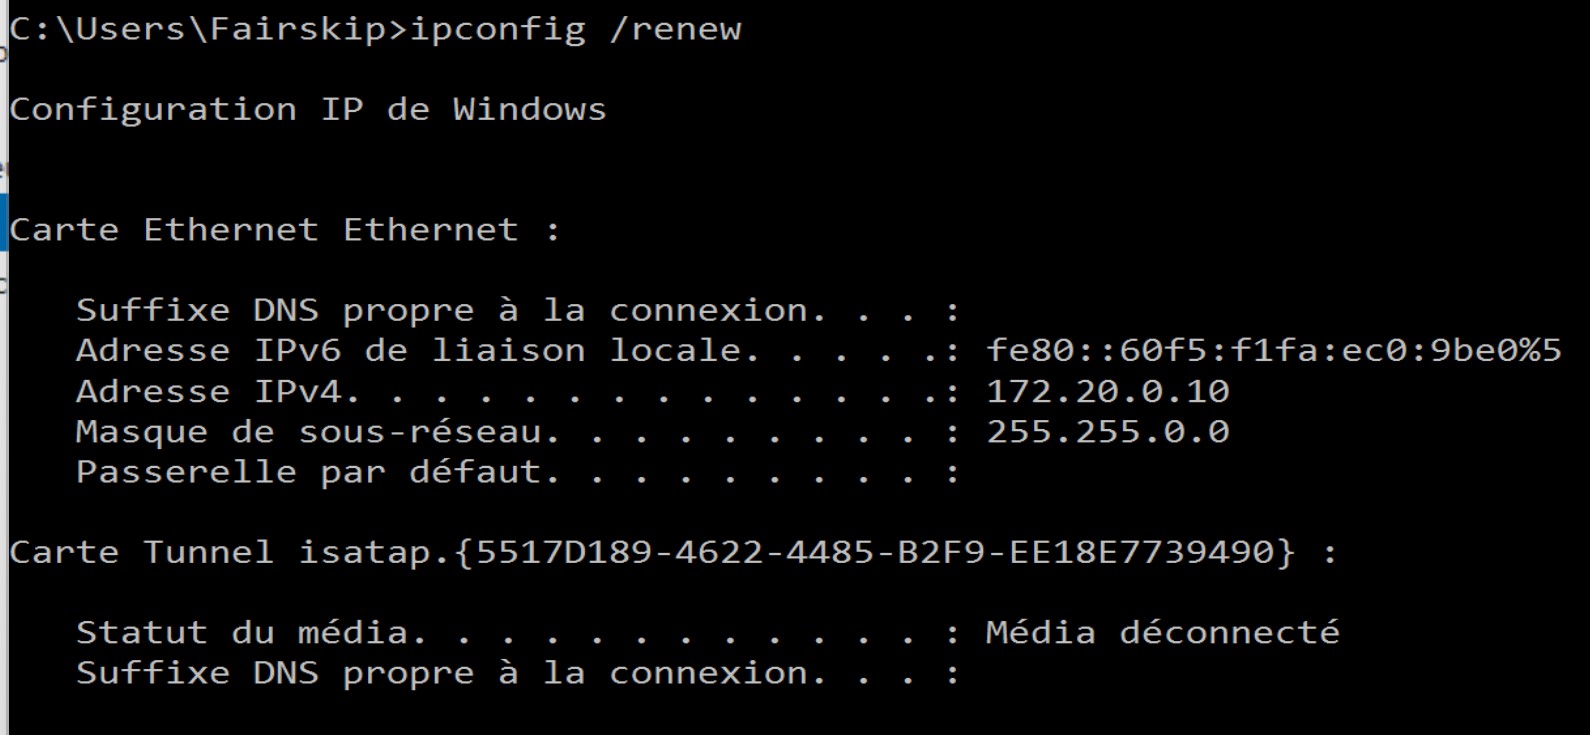 C:\Users\Fairskip>ipconfig /renew
Configuration IP de Windows
Carte Ethernet Ethernet :
Suffixe DNS propre à la connexion. . . :
Adresse IPv6 de liaison locale. . . . .: fe80::60f5:f1fa:ec0:9be0%5
Adresse IPv4. . . . . . . . . . . . . .: 172.20.0.10
Masque de sous-réseau. . . . . . . . . : 255.255.0.0
Passerelle par défaut. . . . . . . . . :
Carte Tunnel isatap.{5517D189-4622-4485-B2F9-EE18E7739490} :
Statut du média. . . . . . . . . . . . : Média déconnecté
Suffixe DNS propre à la connexion. . . :